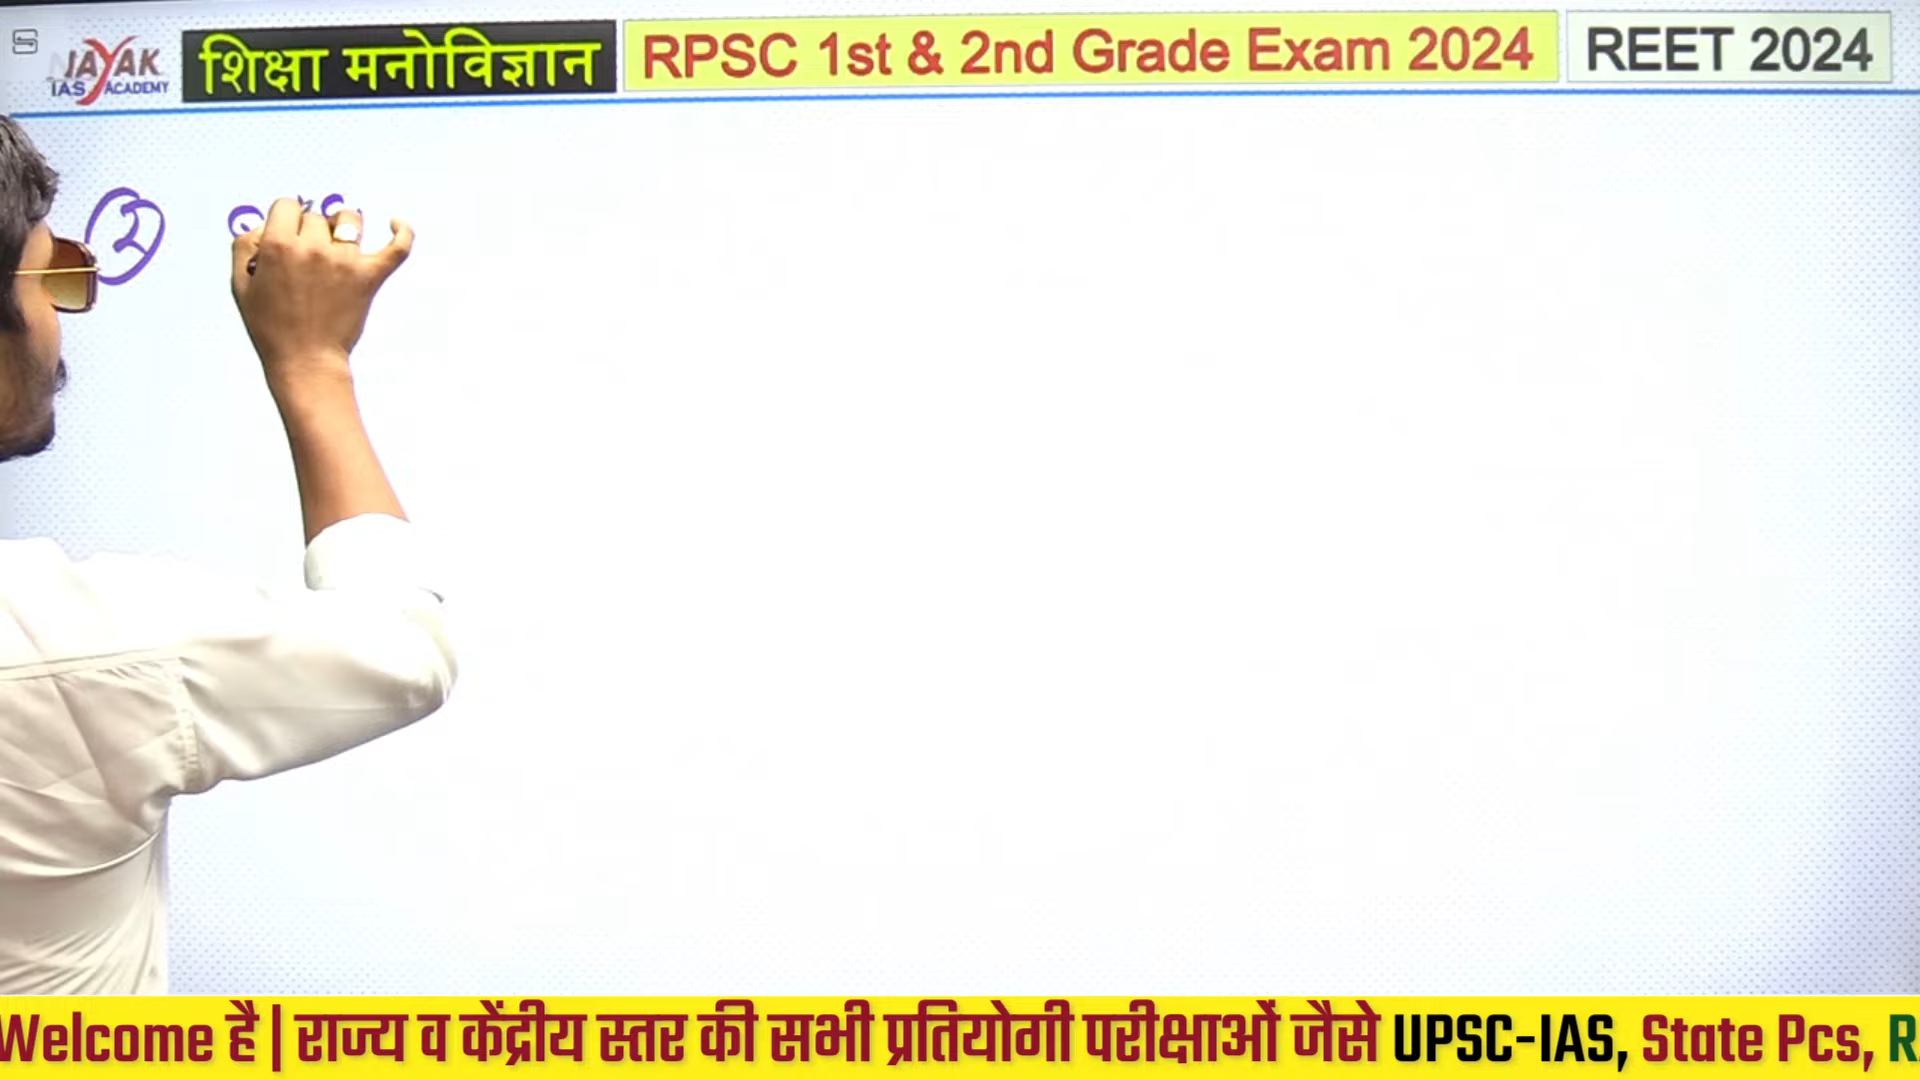 NAYAK
IAS ACADEMY
शिक्षा मनोविज्ञान
RPSC 1st & 2nd Grade Exam 2024
REET 2024
2
Welcome है | राज्य व केंद्रीय स्तर की सभी प्रतियोगी परीक्षाओं जैसे UPSC-IAS, State Pcs,